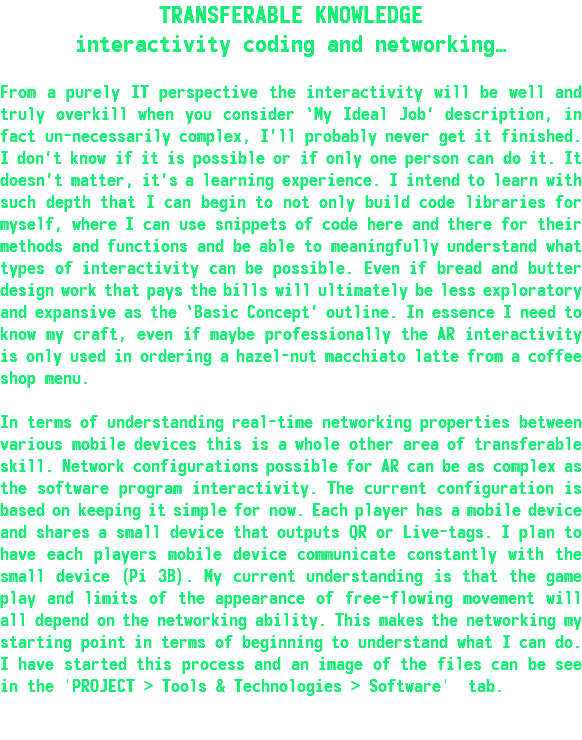 TRANSFERABLE KNOWLEDGE
interactivity coding and networking…
From a purely IT perspective the interactivity will be well and
truly overkill when you consider ‘My Ideal Job’ description, in
fact un-necessarily complex, I’ll probably never get it finished.
I don’t know if it is possible or if only one person can do it. It
doesn’t matter, it’s a learning experience. I intend to learn with
such depth that I can begin to not only build code libraries for
myself, where I can use snippets of code here and there for their
methods and functions and be able to meaningfully understand what
types of interactivity can be possible. Even if bread and butter
design work that pays the bills will ultimately be less exploratory
and expansive as the ‘Basic Concept’ outline. In essence I need to
know my craft, even if maybe professionally the AR interactivity
is only used in ordering a hazel-nut macchiato latte from a coffee
shop menu.
In terms of understanding real-time networking properties between
various mobile devices this is a whole other area of transferable
skill. Network configurations possible for AR can be as complex as
the software program interactivity. The current configuration is
based on keeping it simple for now. Each player has a mobile device
and shares a small device that outputs QR or Live-tags. I plan to
have each players mobile device communicate constantly with the
small device (Pi 3B). My current understanding is that the game
play and limits of the appearance of free-flowing movement will
all depend on the networking ability. This makes the networking my
starting point in terms of beginning to understand what I can do.
I have started this process and an image of the files can be see
in the 'PROJECT > Tools & Technologies > Software' tab.